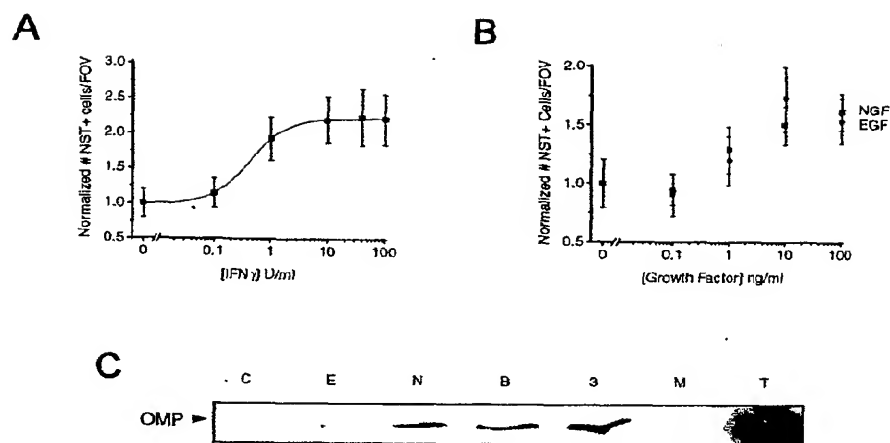 A
Normalized # NST+ cells/FOV
3.0
2.5
2.0
1.5
1.0
0.5
0
0.1
1
10
100
[IFNγ] U/ml
B
Normalized # NST+ Cells/FOV
2.0
1.5
1.0
0.5
0
0.1
1
10
100
[Growth Factor] ng/ml
NGF
EGF
C
C E N B 3 M T
OMP